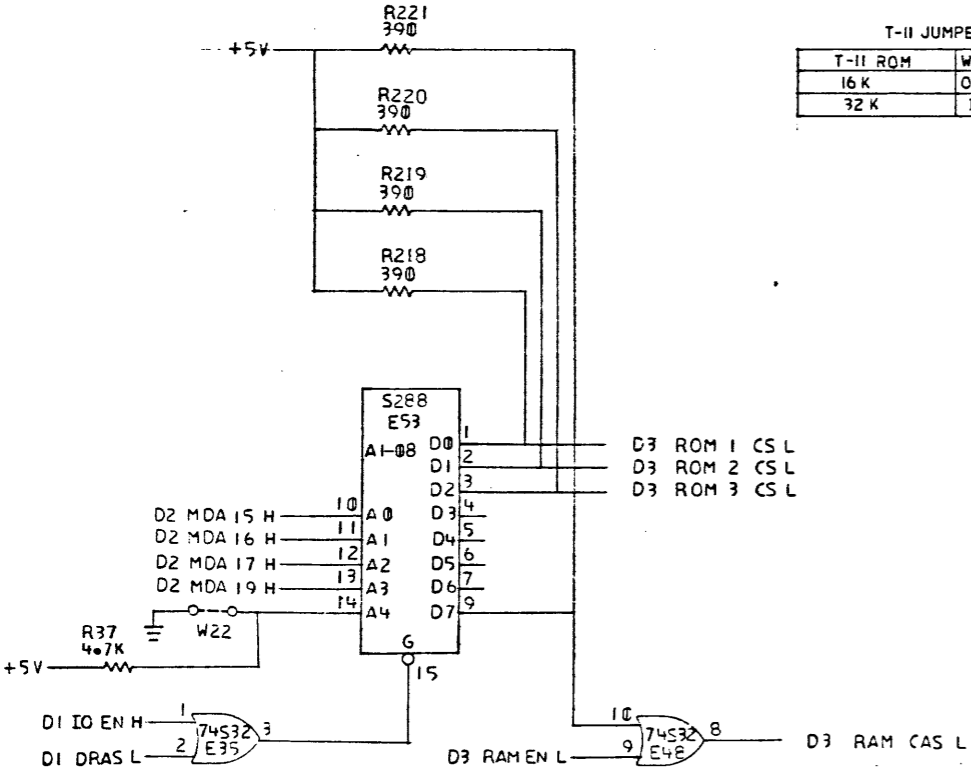 R221
390
+5V
T-11 JUMPE
T-11 ROM W
16 K O
32 K I
R220
390
R219
390
R218
390
S288
E53
A1-08
D0 1 D3 ROM 1 CS L
D1 2 D3 ROM 2 CS L
D2 3 D3 ROM 3 CS L
D2 MDA 15 H 10 A0 D3 4
D2 MDA 16 H 11 A1 D4 5
D2 MDA 17 H 12 A2 D5 6
D2 MDA 19 H 13 A3 D6 7
14 A4 D7 9
W22
R37
4.7K
+5V
G
15
D1 IO EN H 1
74S32 3
E35
D1 DRAS L 2
10
74S32 8
E48
D3 RAM EN L 9
D3 RAM CAS L